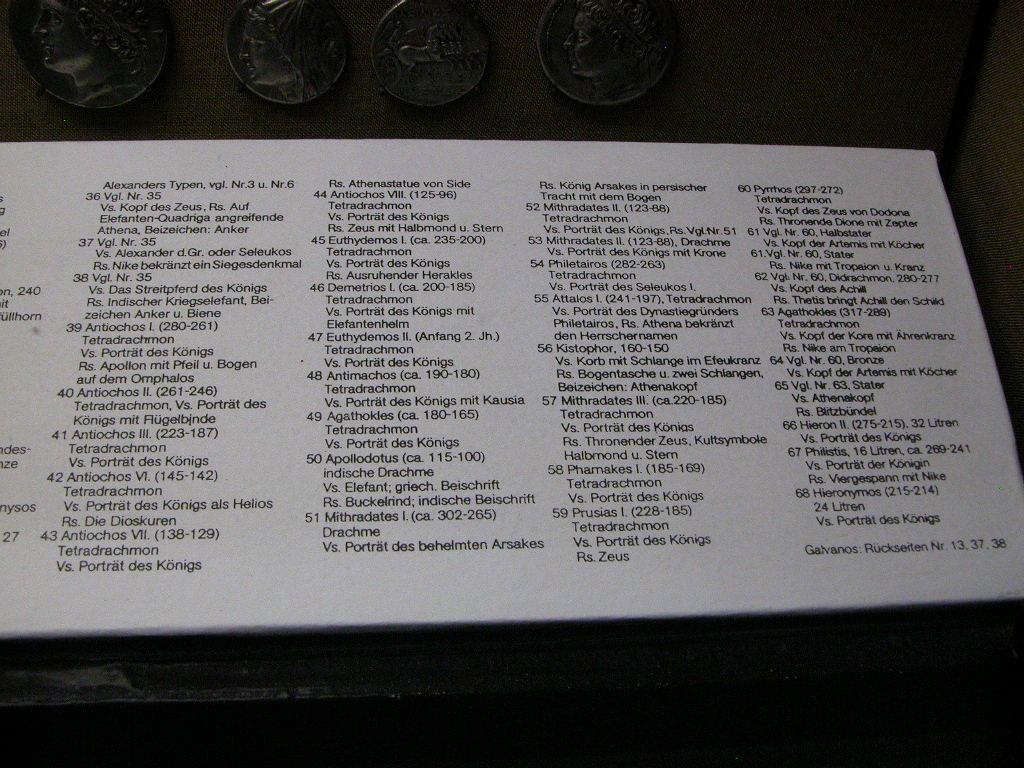 on, 240
üllhorn
27
Alexanders Typen, vgl. Nr.3 u. Nr.6
36 Vgl. Nr. 35
Vs. Kopf des Zeus, Rs. Auf
Elefanten-Quadriga angreifende
Athena, Beizeichen: Anker
37 Vgl. Nr. 35
Vs. Alexander d.Gr. oder Seleukos
Rs. Nike bekränzt ein Siegesdenkmal
38 Vgl. Nr. 35
Vs. Das Streitpferd des Königs
Rs. Indischer Kriegselefant, Bei-
zeichen Anker u. Biene
39 Antiochos I. (280-261)
Tetradrachmon
Vs. Porträt des Königs
Rs. Apollon mit Pfeil u. Bogen
auf dem Omphalos
40 Antiochos II. (261-246)
Tetradrachmon, Vs. Porträt des
Königs mit Flügelbinde
41 Antiochos III. (223-187)
Tetradrachmon
Vs. Porträt des Königs
42 Antiochos VI. (145-142)
Tetradrachmon
Vs. Porträt des Königs als Helios
Rs. Die Dioskuren
43 Antiochos VII. (138-129)
Tetradrachmon
Vs. Porträt des Königs
Rs. Athenastatue von Side
44 Antiochos VIII. (125-96)
Tetradrachmon
Vs. Porträt des Königs
Rs. Zeus mit Halbmond u. Stern
45 Euthydemos I. (ca. 235-200)
Tetradrachmon
Vs. Porträt des Königs
Rs. Ausruhender Herakles
46 Demetrios I. (ca. 200-185)
Tetradrachmon
Vs. Porträt des Königs mit
Elefantenhelm
47 Euthydemos II. (Anfang 2. Jh.)
Tetradrachmon
Vs. Porträt des Königs
48 Antimachos (ca. 190-180)
Tetradrachmon
Vs. Porträt des Königs mit Kausia
49 Agathokles (ca. 180-165)
Tetradrachmon
Vs. Porträt des Königs
50 Apollodotus (ca. 115-100)
indische Drachme
Vs. Elefant; griech. Beischrift
Rs. Buckelrind; indische Beischrift
51 Mithradates I. (ca. 302-265)
Drachme
Vs. Porträt des behelmten Arsakes
Rs. König Arsakes in persischer
Tracht mit dem Bogen
52 Mithradates II. (123-88)
Tetradrachmon
Vs. Porträt des Königs, Rs. Vgl. Nr. 51
53 Mithradates II. (123-88), Drachme
Vs. Porträt des Königs mit Krone
54 Philetairos (282-263)
Tetradrachmon
Vs. Porträt des Seleukos I.
55 Attalos I. (241-197), Tetradrachmon
Vs. Porträt des Dynastiegründers
Philetairos, Rs. Athena bekränzt
den Herrschernamen
56 Kistophor, 160-150
Vs. Korb mit Schlange im Efeukranz
Rs. Bogentasche u. zwei Schlangen,
Beizeichen: Athenakopf
57 Mithradates III. (ca.220-185)
Tetradrachmon
Vs. Porträt des Königs
Rs. Thronender Zeus, Kultsymbole
Halbmond u. Stern
58 Pharnakes I. (185-169)
Tetradrachmon
Vs. Porträt des Königs
59 Prusias I. (228-185)
Tetradrachmon
Vs. Porträt des Königs
Rs. Zeus
60 Pyrrhos (297-272)
Tetradrachmon
Vs. Kopf des Zeus von Dodona
Rs. Thronende Dione mit Zepter
61 Vgl. Nr. 60, Halbstater
Vs. Kopf der Artemis mit Köcher
61.Vgl. Nr. 60, Stater
Rs. Nike mit Tropaion u. Kranz
62 Vgl. Nr. 60, Didrachmon, 280-277
Vs. Kopf des Achill
Rs. Thetis bringt Achill den Schild
63 Agathokles (317-289)
Tetradrachmon
Vs. Kopf der Kore mit Ährenkranz
Rs. Nike am Tropaion
64 Vgl. Nr. 60, Bronze
Vs. Kopf der Artemis mit Köcher
65 Vgl. Nr. 63, Stater
Vs. Athenakopf
Rs. Blitzbündel
66 Hieron II. (275-215), 32 Litren
Vs. Porträt des Königs
67 Philistis, 16 Litren, ca. 269-241
Vs. Porträt der Königin
Rs. Viergespann mit Nike
68 Hieronymos (215-214)
24 Litren
Vs. Porträt des Königs
Galvanos: Rückseiten Nr. 13, 37, 38